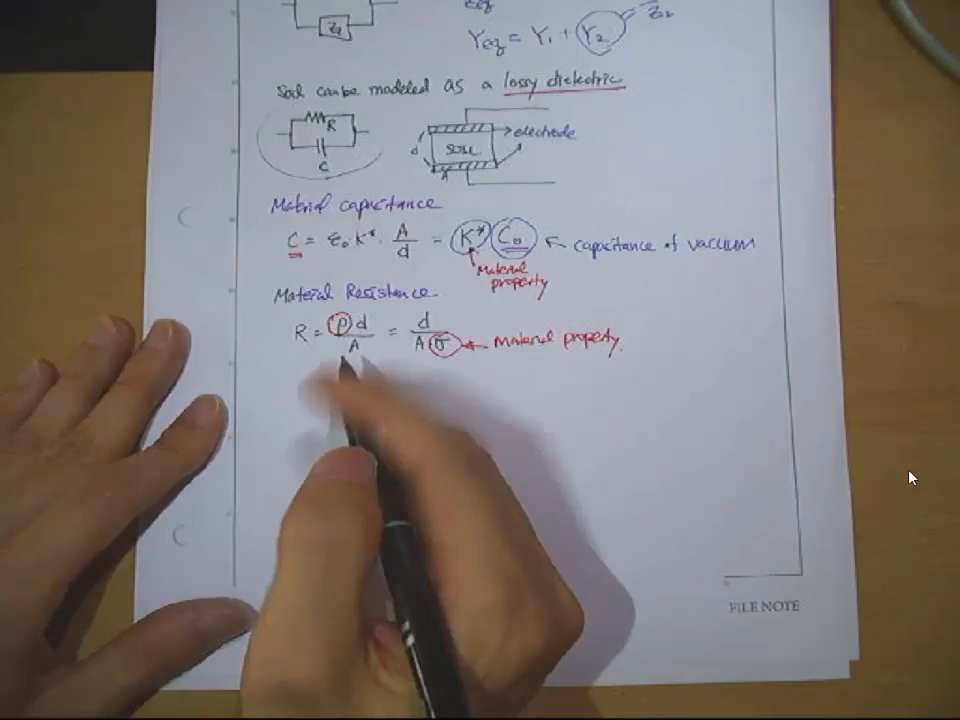 Z₂
Z₂
Yeq = Y₁ + Y₂
Soil can be modeled as a lossy dielectric
R
C
d
SOIL
A
electrode
Material capacitance
C = ε₀ K* · A/d = K* C₀ ← capacitance of vacuum
Material property
Material Resistance
R = ρd/A = d/Aσ ← Material property.
FILE NOTE